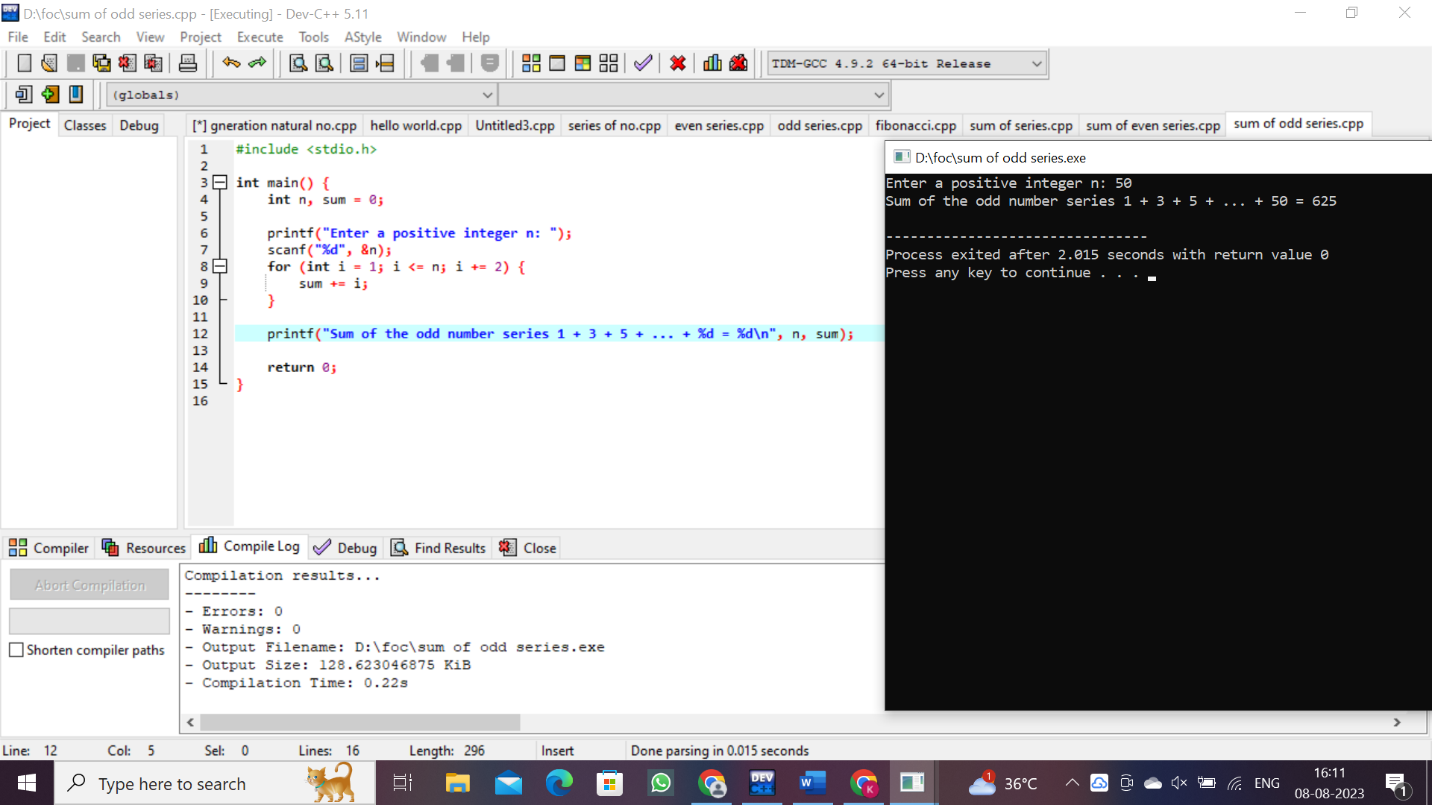 D:\foc\sum of odd series.cpp - [Executing] - Dev-C++ 5.11
File Edit Search View Project Execute Tools AStyle Window Help
TDM-GCC 4.9.2 64-bit Release
(globals)
Project Classes Debug
[*] gneration natural no.cpp hello world.cpp Untitled3.cpp series of no.cpp even series.cpp odd series.cpp fibonacci.cpp sum of series.cpp sum of even series.cpp sum of odd series.cpp
1 #include <stdio.h>
2
3 int main() {
4 int n, sum = 0;
5
6 printf("Enter a positive integer n: ");
7 scanf("%d", &n);
8 for (int i = 1; i <= n; i += 2) {
9 sum += i;
10 }
11
12 printf("Sum of the odd number series 1 + 3 + 5 + ... + %d = %d\n", n, sum);
13
14 return 0;
15 }
16
D:\foc\sum of odd series.exe
Enter a positive integer n: 50
Sum of the odd number series 1 + 3 + 5 + ... + 50 = 625
--------------------------------
Process exited after 2.015 seconds with return value 0
Press any key to continue . . .
Compiler Resources Compile Log Debug Find Results Close
Abort Compilation
Shorten compiler paths
Compilation results...
--------
- Errors: 0
- Warnings: 0
- Output Filename: D:\foc\sum of odd series.exe
- Output Size: 128.623046875 KiB
- Compilation Time: 0.22s
Line: 12 Col: 5 Sel: 0 Lines: 16 Length: 296 Insert Done parsing in 0.015 seconds
Type here to search
DEV C++
W
K
1
36°C
ENG
16:11
08-08-2023
1